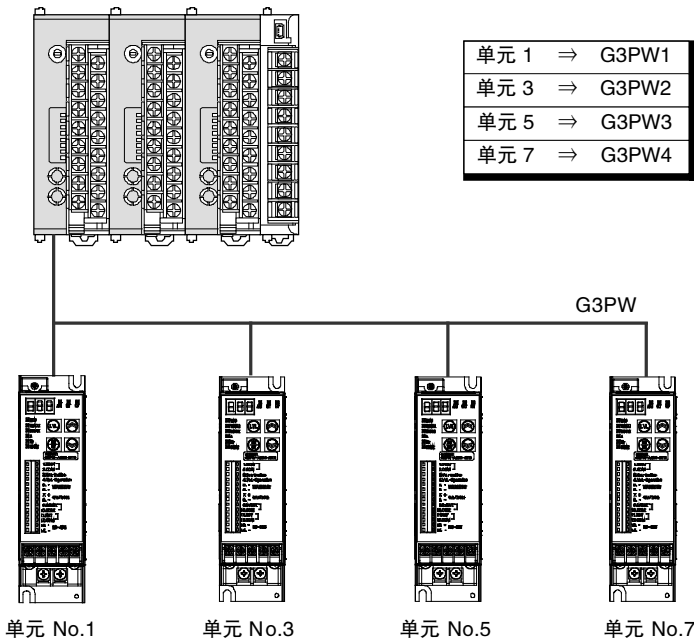 单元 1 ⇒ G3PW1
单元 3 ⇒ G3PW2
单元 5 ⇒ G3PW3
单元 7 ⇒ G3PW4
G3PW
单元 No.1
单元 No.3
单元 No.5
单元 No.7